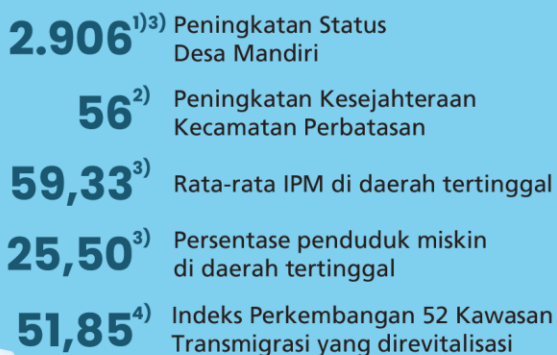 2.906¹⁾³⁾ Peningkatan Status
Desa Mandiri
56²⁾ Peningkatan Kesejahteraan
Kecamatan Perbatasan
59,33³⁾ Rata-rata IPM di daerah tertinggal
25,50³⁾ Persentase penduduk miskin
di daerah tertinggal
51,85⁴⁾ Indeks Perkembangan 52 Kawasan
Transmigrasi yang direvitalisasi